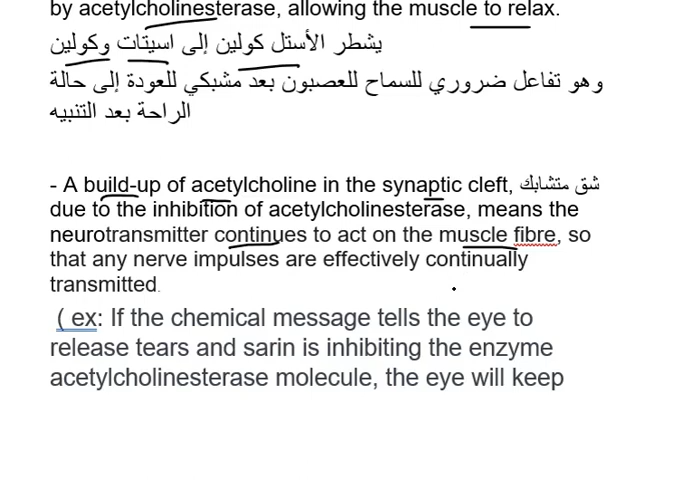 by acetylcholinesterase, allowing the muscle to relax.
يشطر الأستل كولين إلى اسيتات وكولين
وهو تفاعل ضروري للسماح للعصبون بعد مشبكي للعودة إلى حالة
الراحة بعد التنبيه
- A build-up of acetylcholine in the synaptic cleft, شق متشابك
due to the inhibition of acetylcholinesterase, means the
neurotransmitter continues to act on the muscle fibre, so
that any nerve impulses are effectively continually
transmitted.
( ex: If the chemical message tells the eye to
release tears and sarin is inhibiting the enzyme
acetylcholinesterase molecule, the eye will keep